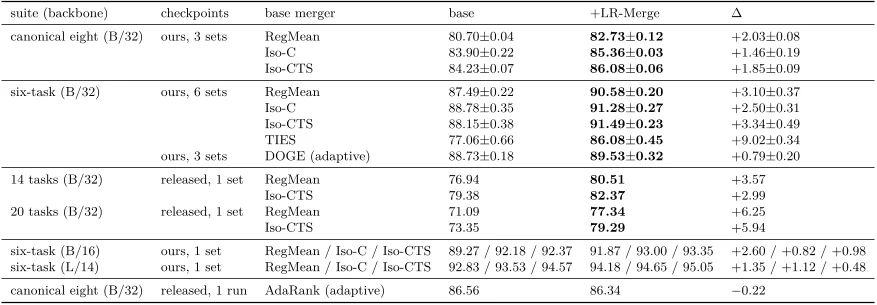 suite (backbone) checkpoints base merger base +LR-Merge Δ
canonical eight (B/32) ours, 3 sets RegMean 80.70±0.04 82.73±0.12 +2.03±0.08
Iso-C 83.90±0.22 85.36±0.03 +1.46±0.19
Iso-CTS 84.23±0.07 86.08±0.06 +1.85±0.09
six-task (B/32) ours, 6 sets RegMean 87.49±0.22 90.58±0.20 +3.10±0.37
Iso-C 88.78±0.35 91.28±0.27 +2.50±0.31
Iso-CTS 88.15±0.38 91.49±0.23 +3.34±0.49
TIES 77.06±0.66 86.08±0.45 +9.02±0.34
ours, 3 sets DOGE (adaptive) 88.73±0.18 89.53±0.32 +0.79±0.20
14 tasks (B/32) released, 1 set RegMean 76.94 80.51 +3.57
Iso-CTS 79.38 82.37 +2.99
20 tasks (B/32) released, 1 set RegMean 71.09 77.34 +6.25
Iso-CTS 73.35 79.29 +5.94
six-task (B/16) ours, 1 set RegMean / Iso-C / Iso-CTS 89.27 / 92.18 / 92.37 91.87 / 93.00 / 93.35 +2.60 / +0.82 / +0.98
six-task (L/14) ours, 1 set RegMean / Iso-C / Iso-CTS 92.83 / 93.53 / 94.57 94.18 / 94.65 / 95.05 +1.35 / +1.12 / +0.48
canonical eight (B/32) released, 1 run AdaRank (adaptive) 86.56 86.34 −0.22